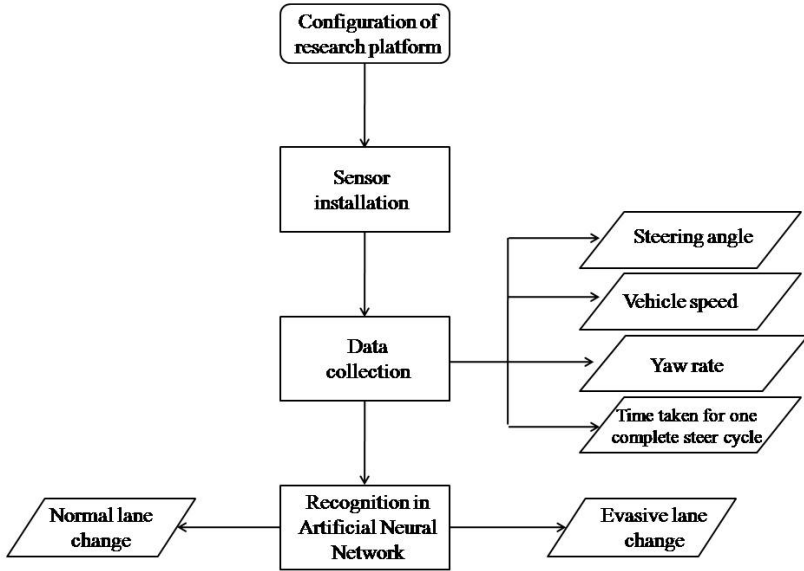 Configuration of
research platform
Sensor
installation
Steering angle
Vehicle speed
Data
collection
Yaw rate
Time taken for one
complete steer cycle
Normal lane
change
Recognition in
Artificial Neural
Network
Evasive lane
change